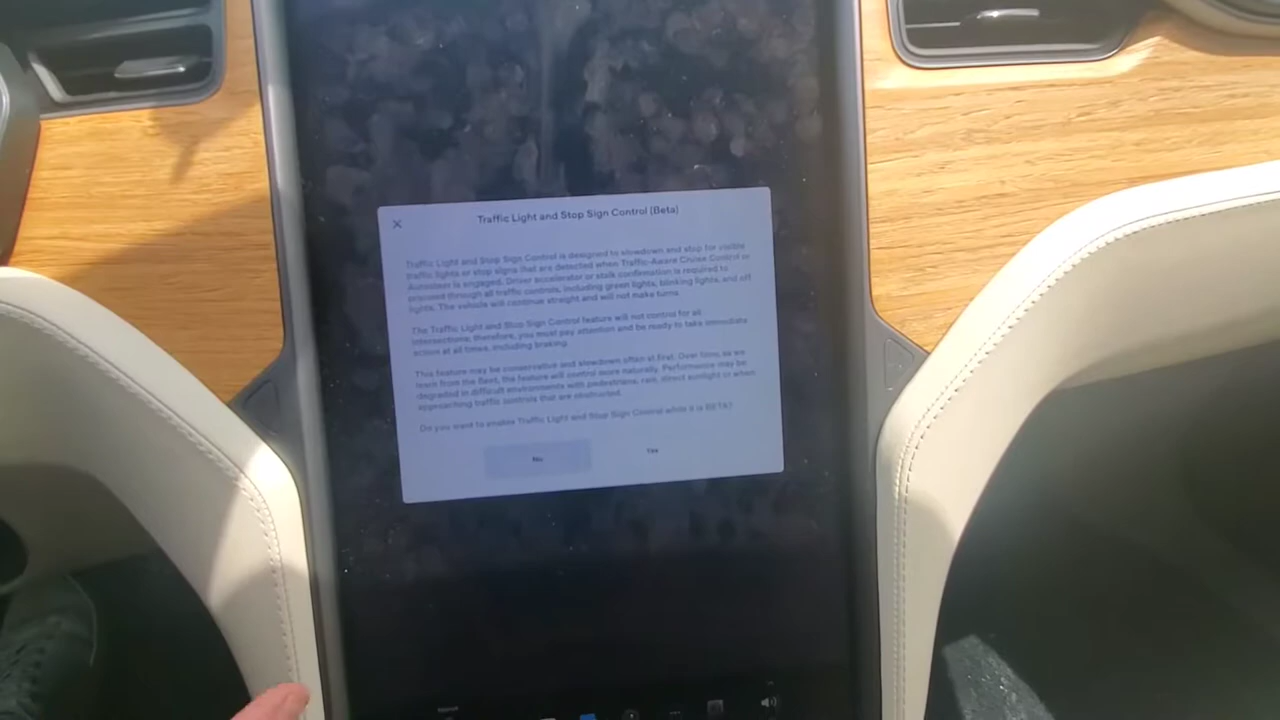 Traffic Light and Stop Sign Control (Beta)
Traffic Light and Stop Sign Control is designed to slowdown and stop for visible
traffic lights or stop signs that are detected when Traffic-Aware Cruise Control or
Autosteer is engaged. Driver accelerator or stalk confirmation is required to
proceed through all traffic controls, including green lights, blinking lights, and off
lights. The vehicle will continue straight and will not make turns.
The Traffic Light and Stop Sign Control feature will not control for all
intersections; therefore, you must pay attention and be ready to take immediate
action at all times, including braking.
This feature may be conservative and slowdown often at first. Over time, as we
learn from the fleet, the feature will control more naturally. Performance may be
degraded in difficult environments with pedestrians, rain, direct sunlight or when
approaching traffic controls that are obstructed.
Do you want to enable Traffic Light and Stop Sign Control while it is BETA?
No
Yes